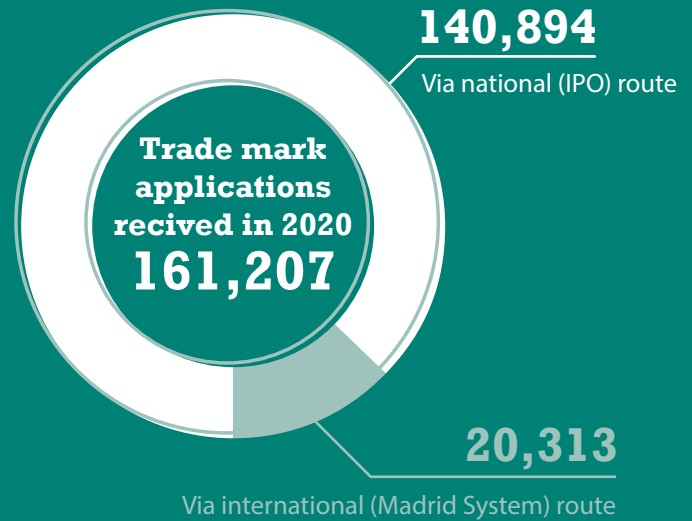 140,894
Via national (IPO) route
Trade mark
applications
recived in 2020
161,207
20,313
Via international (Madrid System) route